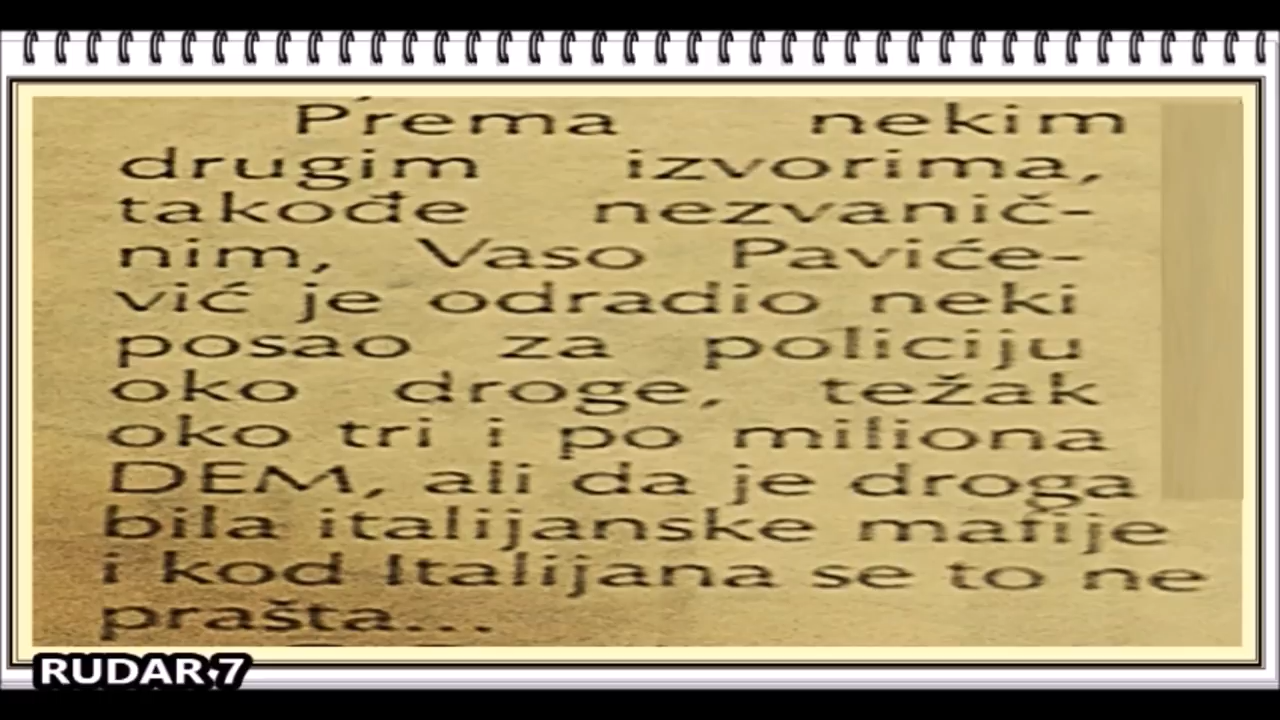 Prema nekim
drugim izvorima,
takođe nezvanič-
nim, Vaso Paviće-
vić je odradio neki
posao za policiju
oko droge, težak
oko tri i po miliona
DEM, ali da je droga
bila italijanske mafije
i kod Italijana se to ne
prašta...
RUDAR 7